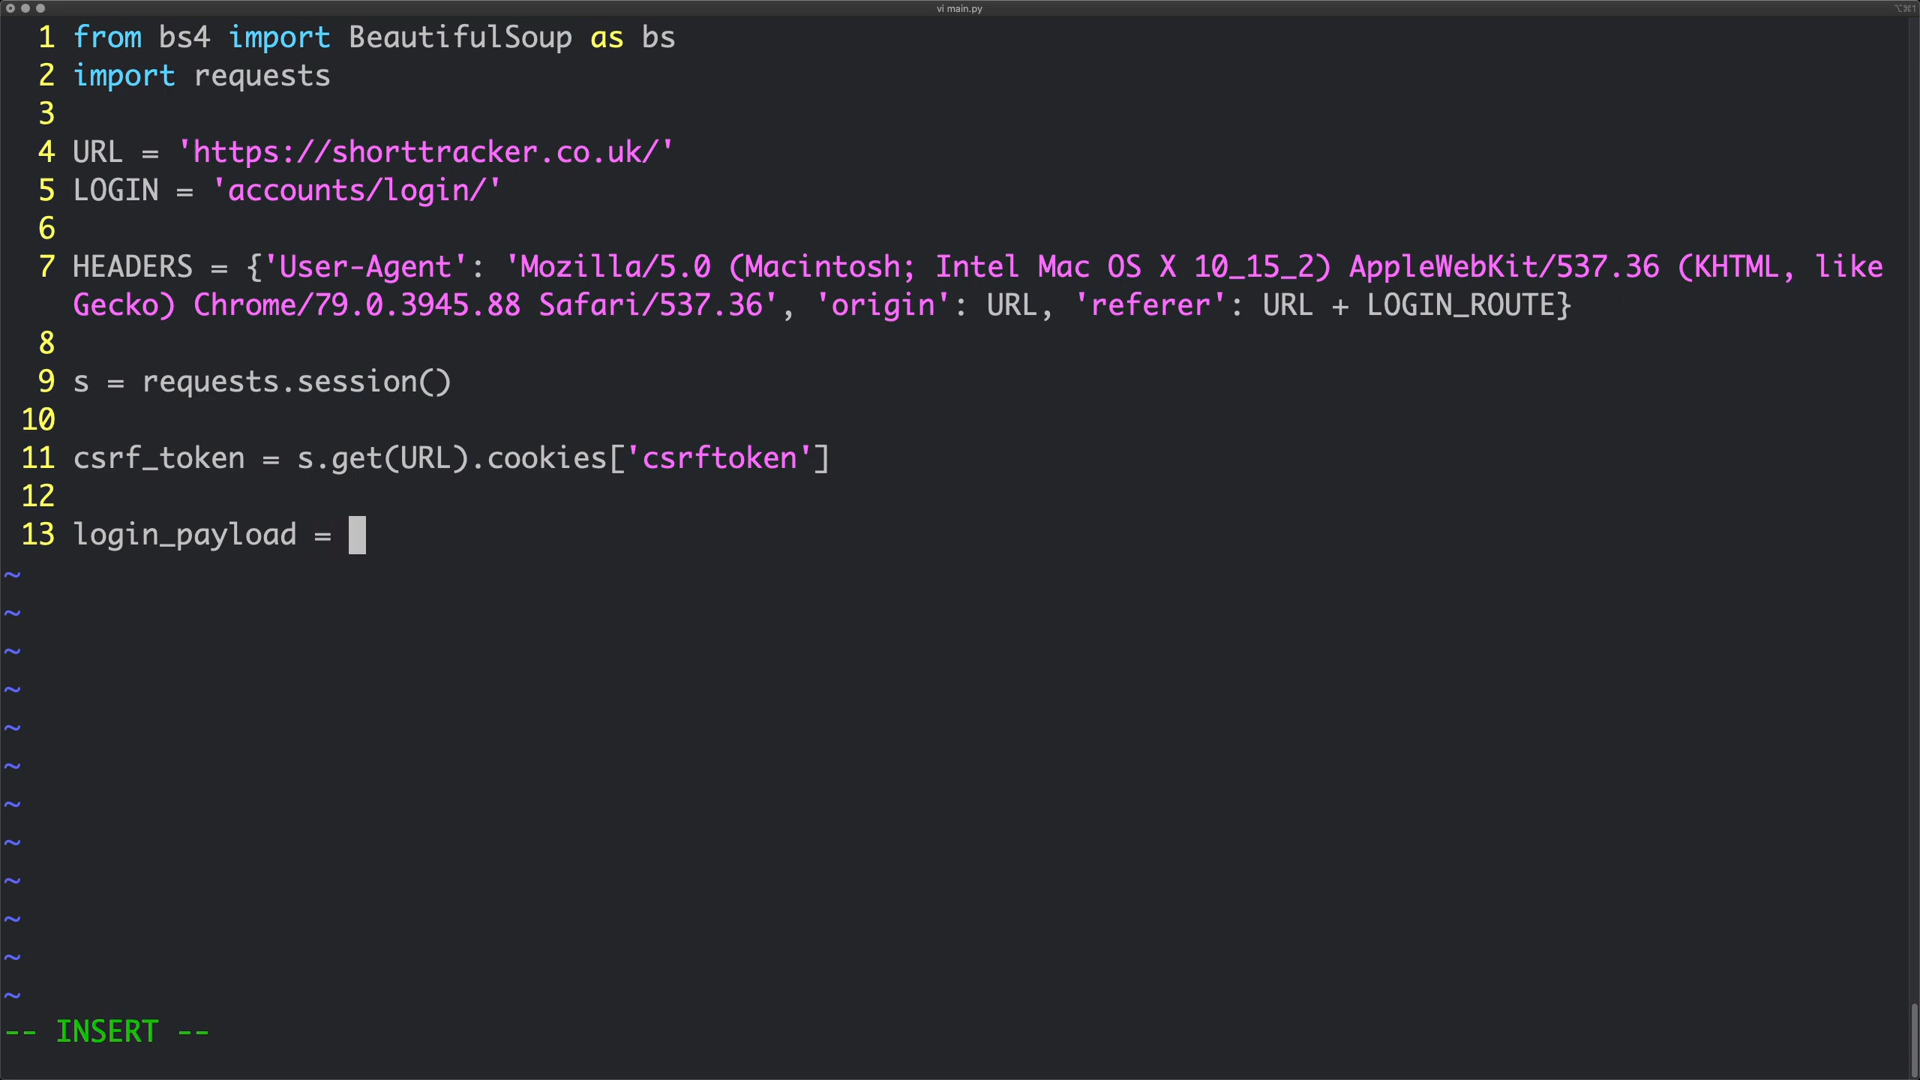 vi main.py
⌥⌘1
1 from bs4 import BeautifulSoup as bs
2 import requests
3
4 URL = 'https://shorttracker.co.uk/'
5 LOGIN = 'accounts/login/'
6
7 HEADERS = {'User-Agent': 'Mozilla/5.0 (Macintosh; Intel Mac OS X 10_15_2) AppleWebKit/537.36 (KHTML, like
Gecko) Chrome/79.0.3945.88 Safari/537.36', 'origin': URL, 'referer': URL + LOGIN_ROUTE}
8
9 s = requests.session()
10
11 csrf_token = s.get(URL).cookies['csrftoken']
12
13 login_payload =
~
~
~
~
~
~
~
~
~
~
~
~
-- INSERT --